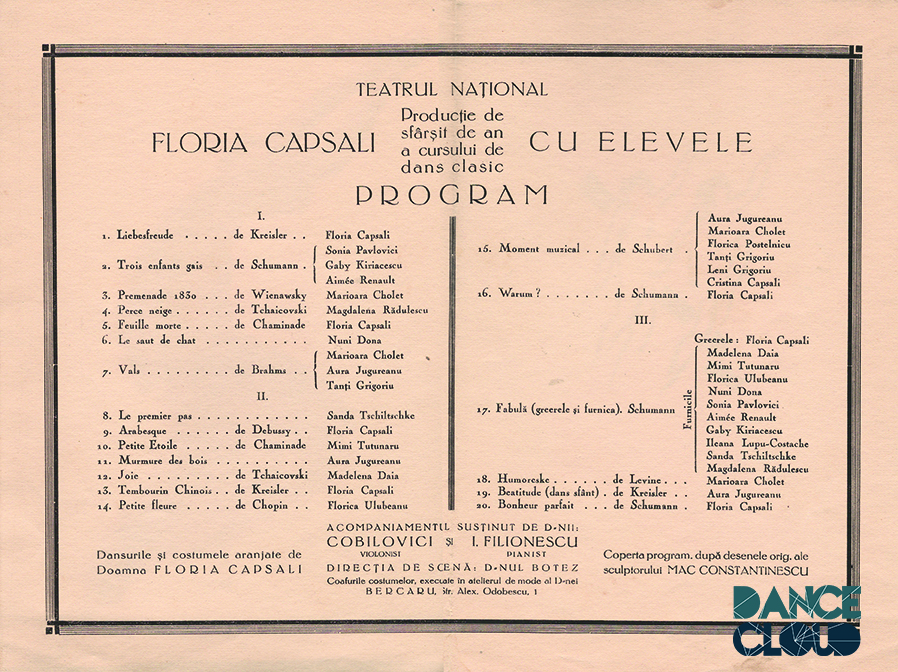 TEATRUL NAȚIONAL
Producție de
sfârșit de an
a cursului de
dans clasic
FLORIA CAPSALI
CU ELEVELE
PROGRAM
I.
1. Liebesfreude . . . . . de Kreisler . . Floria Capsali
2. Trois enfants gais . . de Schumann . Sonia Pavlovici
Gaby Kiriacescu
Aimée Renault
3. Premenade 1830 . . . de Wienawsky Marioara Cholet
4. Perce neige . . . . . . de Tchaicovski Magdalena Rădulescu
5. Feuille morte . . . . . de Chaminade Floria Capsali
6. Le saut de chat . . . . . . . . . . . Nuni Dona
7. Vals . . . . . . . . . de Brahms . . Marioara Cholet
Aura Jugureanu
Tanți Grigoriu
II.
8. Le premier pas . . . . . . . . . . . . Sanda Tschiltschke
9. Arabesque . . . . . . . de Debussy . . Floria Capsali
10. Petite Etoile . . . . . de Chaminade Mimi Tutunaru
11. Murmure des bois . . . . . . . . . . Aura Jugureanu
12. Joie . . . . . . . . . de Tchaicovski Madelena Daia
13. Tembourin Chinois . . de Kreisler . . Floria Capsali
14. Petite fleure . . . . . de Chopin . . Florica Ulubeanu
15. Moment muzical . . . de Schubert . Aura Jugureanu
Marioara Cholet
Florica Postelnicu
Tanți Grigoriu
Leni Grigoriu
Cristina Capsali
16. Warum ? . . . . . . . de Schumann . Floria Capsali
III.
17. Fabulă (greerele și furnica). Schumann Greerele : Floria Capsali
Furnicile
Madelena Daia
Mimi Tutunaru
Florica Ulubeanu
Nuni Dona
Sonia Pavlovici
Aimée Renault
Gaby Kiriacescu
Ileana Lupu-Costache
Sanda Tschiltschke
Magdalena Rădulescu
18. Humoreske . . . . . . de Levine . . . Marioara Cholet
19. Beatitude (dans sfânt) . de Kreisler . . Aura Jugureanu
20. Bonheur parfait . . . de Schumann . Floria Capsali
ACOMPANIAMENTUL SUSȚINUT DE D-NII:
COBILOVICI ȘI I. FILIONESCU
VIOLONISI PIANIST
DIRECȚIA DE SCENĂ: D-NUL BOTEZ
Coafurile costumelor, executate în atelierul de mode al D-nei
BERCARU, Str. Alex. Odobescu, 1
Dansurile și costumele aranjate de
Doamna FLORIA CAPSALI
Coperta program. după desenele orig. ale
sculptorului MAC CONSTANTINESCU
DANCE
CLOUD